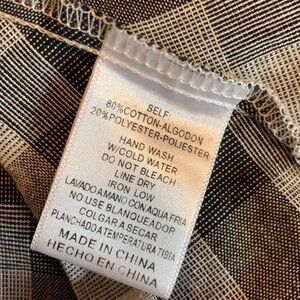 SELF:
80%COTTON-ALGODON
20%POLYESTER-POLIESTER
HAND WASH
W/COLD WATER
DO NOT BLEACH
LINE DRY
IRON LOW
LAVADO A MANO CON AQUA FRIA
NO USE BLANQUEADOR
COLGAR A SECAR
PLANCHADO A TEMPERATURA TIBIA
MADE IN CHINA
HECHO EN CHINA